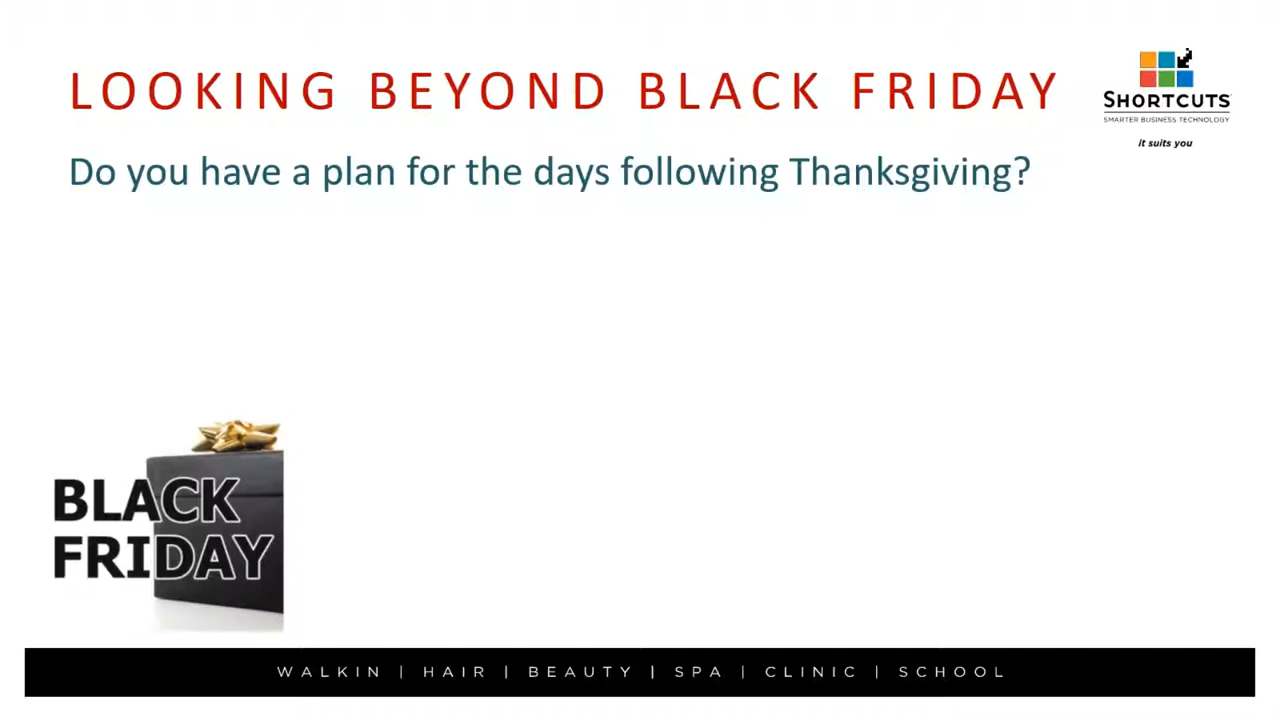 LOOKING BEYOND BLACK FRIDAY
Do you have a plan for the days following Thanksgiving?
SHORTCUTS
SMARTER BUSINESS TECHNOLOGY
it suits you
BLACK
FRIDAY
WALKIN | HAIR | BEAUTY | SPA | CLINIC | SCHOOL